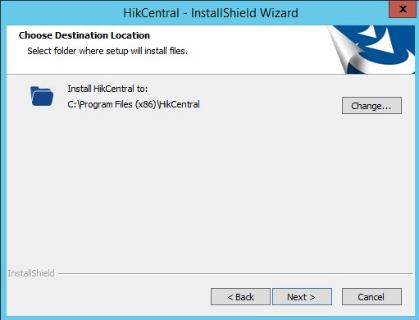 HikCentral - InstallShield Wizard
x
Choose Destination Location
Select folder where setup will install files.
Install HikCentral to:
C:\Program Files (x86)\HikCentral
Change...
InstallShield
< Back
Next >
Cancel